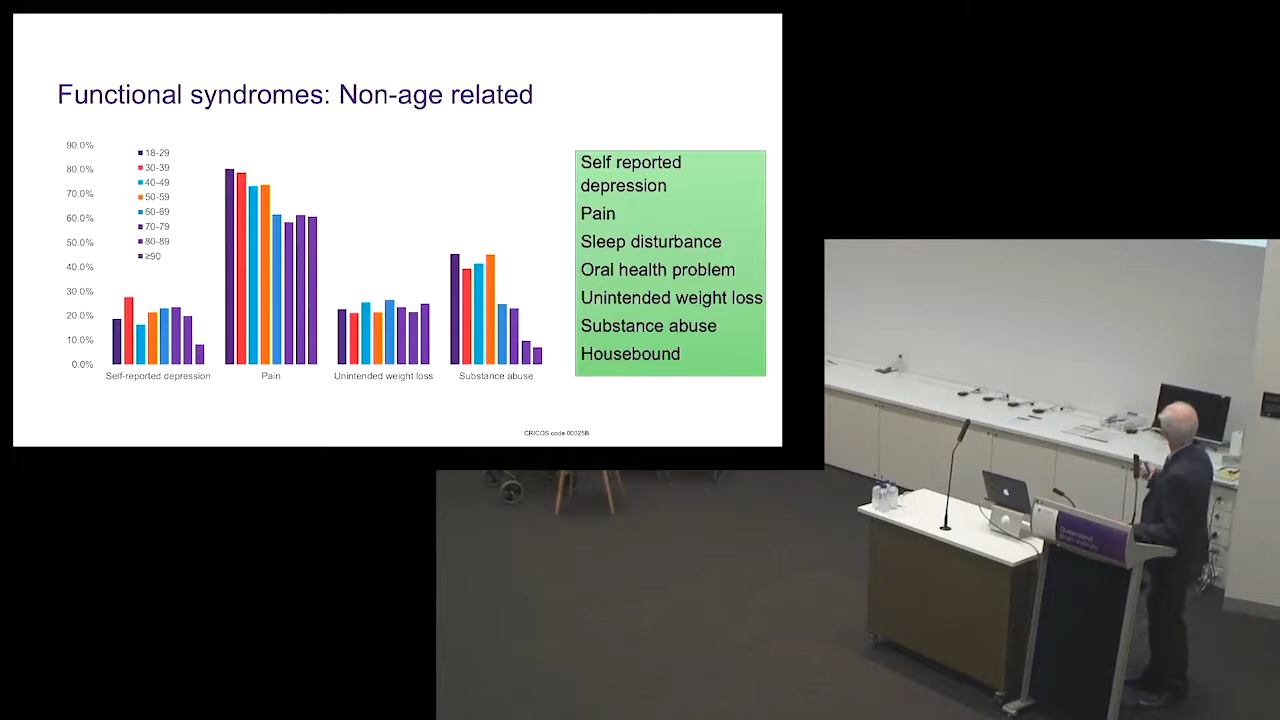 Functional syndromes: Non-age related
90.0%
80.0%
70.0%
60.0%
50.0%
40.0%
30.0%
20.0%
10.0%
0.0%
18-29
30-39
40-49
50-59
60-69
70-79
80-89
≥90
Self-reported depression
Pain
Unintended weight loss
Substance abuse
Self reported
depression
Pain
Sleep disturbance
Oral health problem
Unintended weight loss
Substance abuse
Housebound
CRICOS code 00025B
Queensland
Brain Institute